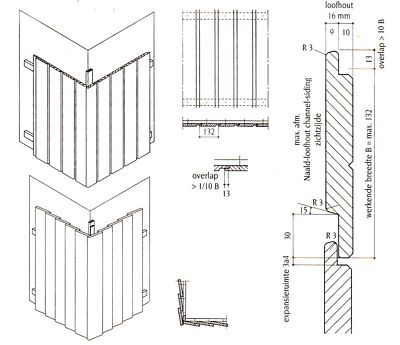 loofhout
16 mm
9 10
R 3
overlap > 10 B
13
max. afm.
Naald-loofhout channel-siding
zichtzijde
werkende breedte B = max. 132
132
overlap
> 1/10 B
13
R 3
15
30
R 3
expansieruimte 3a4